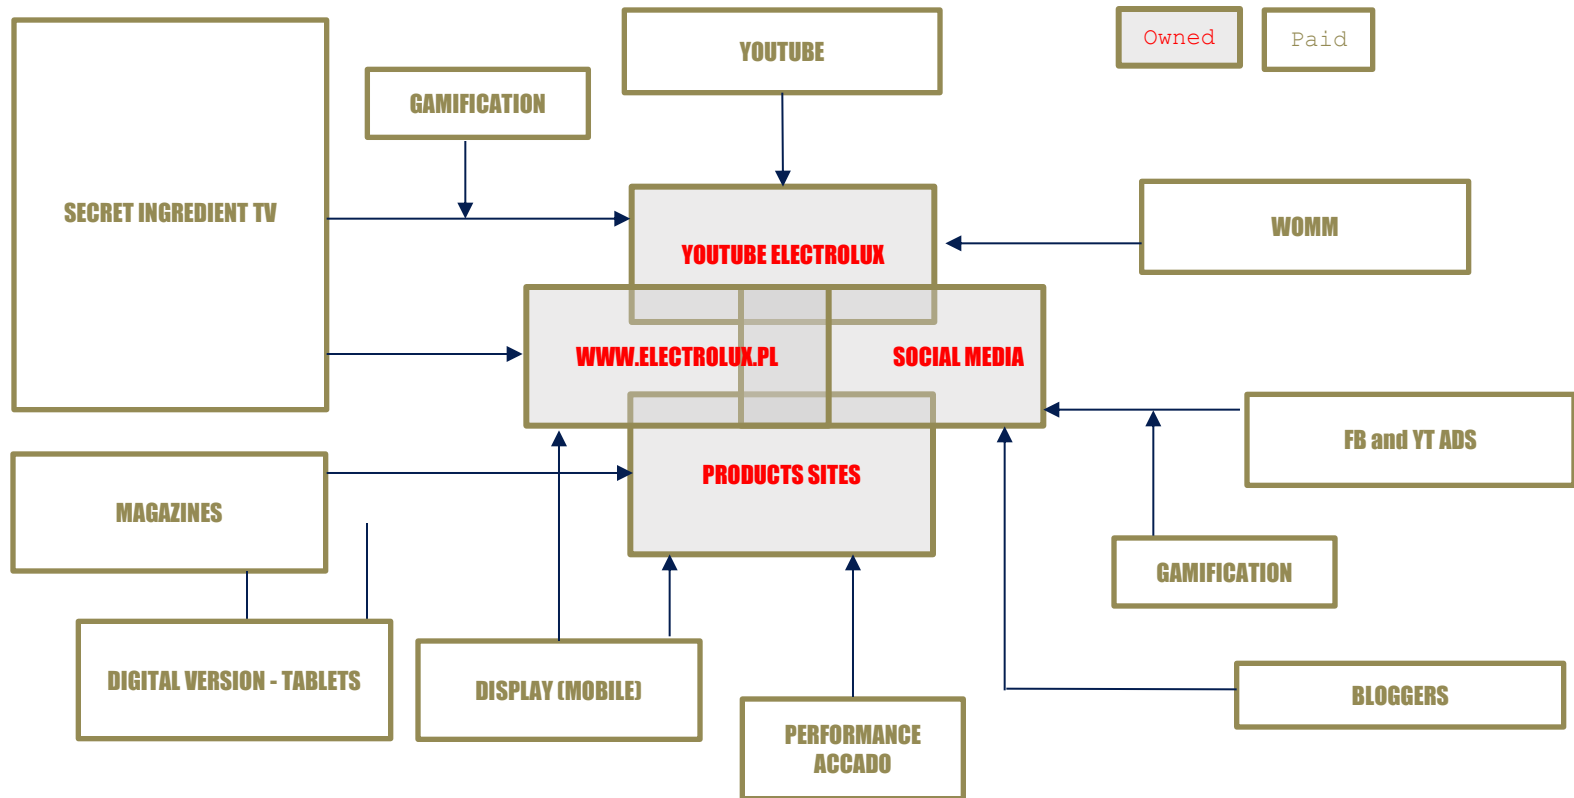 Owned
Paid
YOUTUBE
GAMIFICATION
SECRET INGREDIENT TV
WOMM
YOUTUBE ELECTROLUX
WWW.ELECTROLUX.PL
SOCIAL MEDIA
FB and YT ADS
PRODUCTS SITES
MAGAZINES
GAMIFICATION
DIGITAL VERSION - TABLETS
DISPLAY (MOBILE)
BLOGGERS
PERFORMANCE
ACCADO